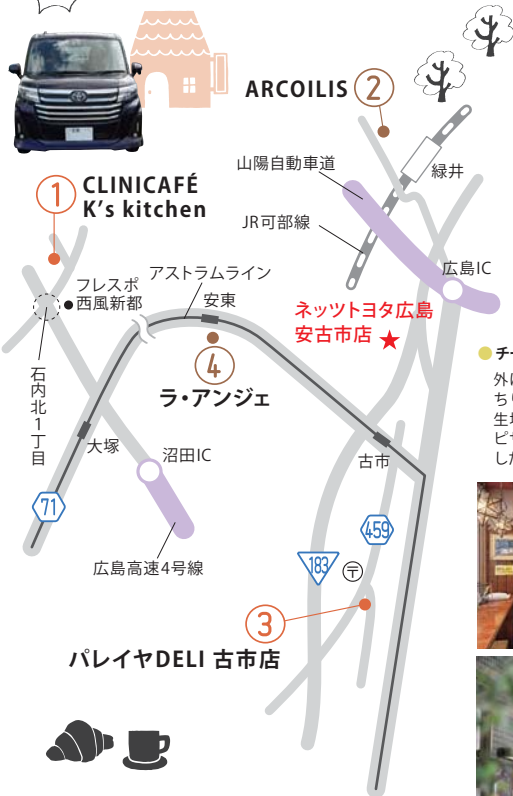 ARCOILIS ②
山陽自動車道
緑井
JR可部線
① CLINICAFÉ
K's kitchen
広島IC
アストラムライン
フレスポ
西風新都
安東
ネッツトヨタ広島
安古市店 ★
④
ラ・アンジェ
石内北1丁目
大塚
沼田IC
古市
71
459
183
〒
広島高速4号線
③
パレイヤDELI 古市店